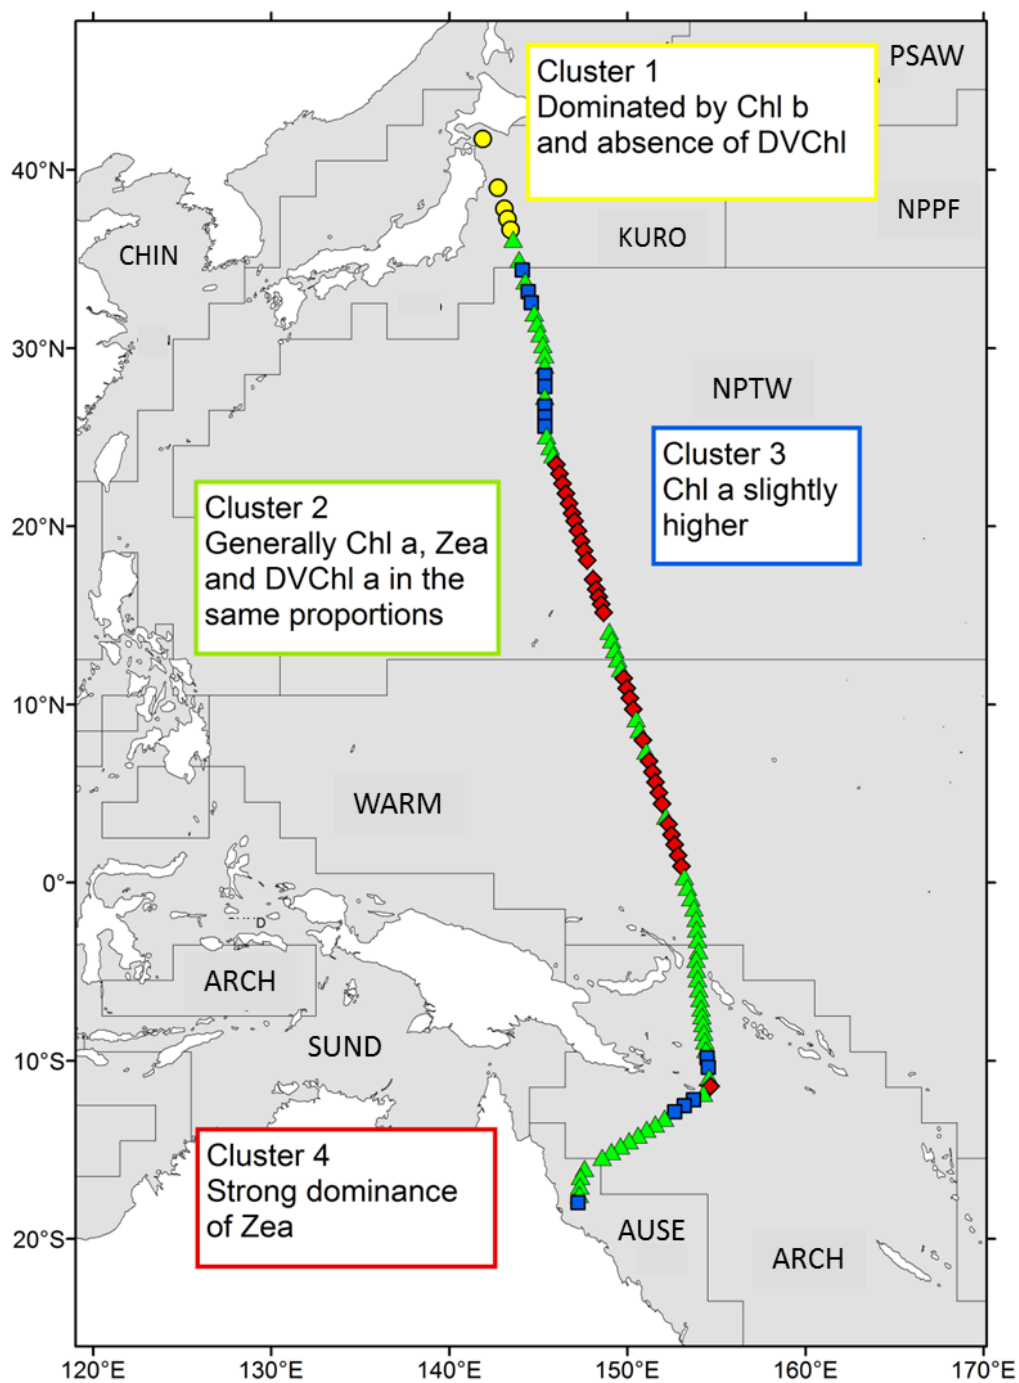 PSAW
Cluster 1
Dominated by Chl b
and absence of DVChl
40°N
NPPF
KURO
CHIN
30°N
NPTW
Cluster 3
Chl a slightly
higher
Cluster 2
Generally Chl a, Zea
and DVChl a in the
same proportions
20°N
10°N
WARM
0°
D
ARCH
SUND
10°S
Cluster 4
Strong dominance
of Zea
AUSE
ARCH
20°S
120°E 130°E 140°E 150°E 160°E 170°E